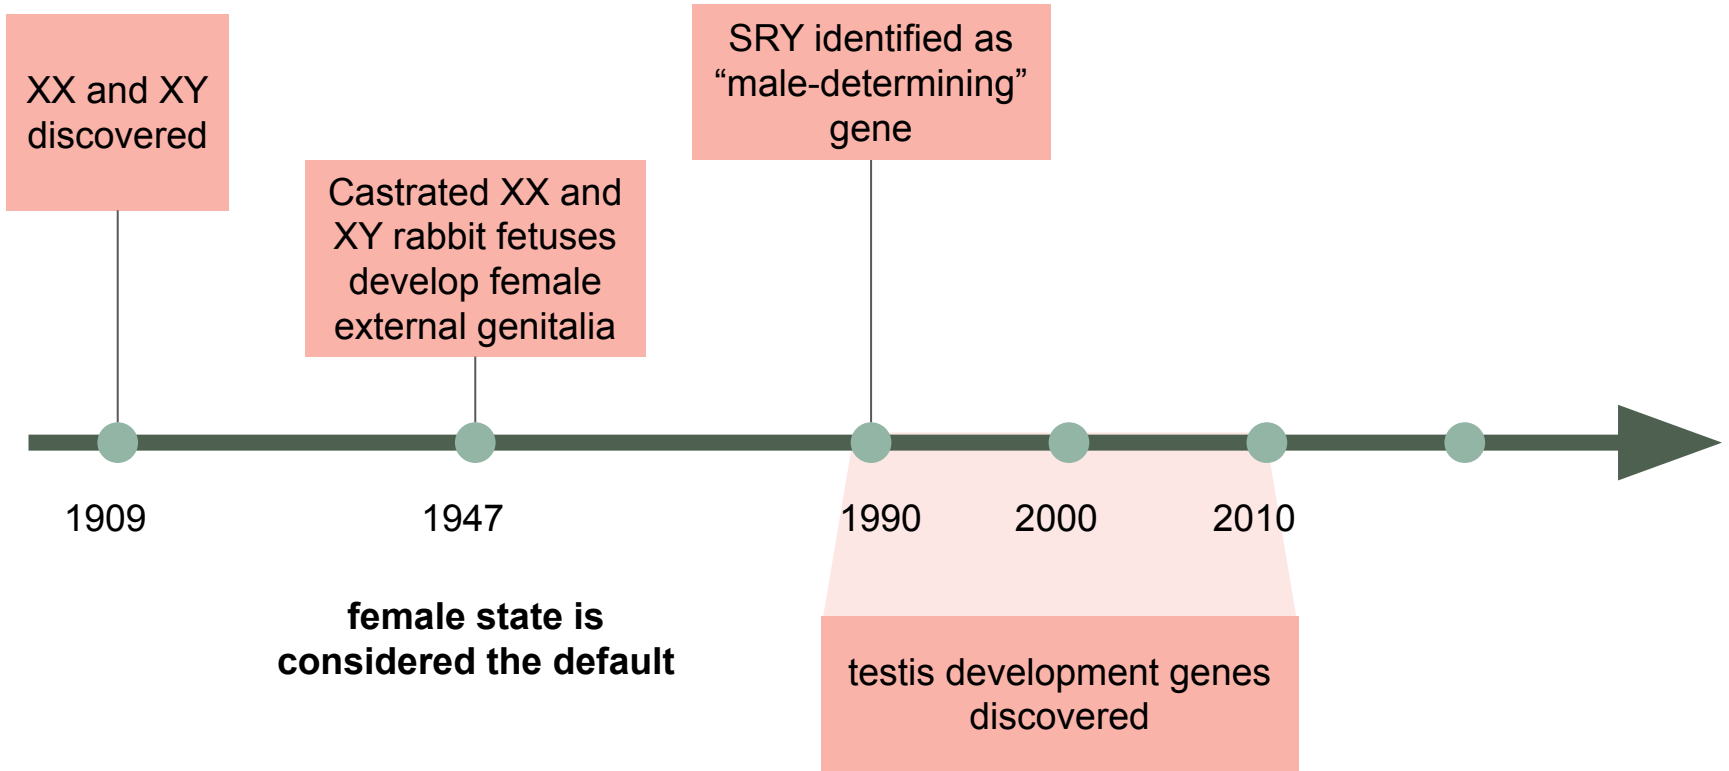 XX and XY
discovered
Castrated XX and
XY rabbit fetuses
develop female
external genitalia
SRY identified as
“male-determining”
gene
1909
1947
1990
2000
2010
female state is
considered the default
testis development genes
discovered